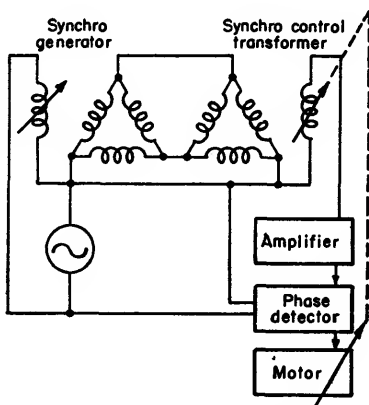 Synchro
generator
Synchro control
transformer
Amplifier
Phase
detector
Motor